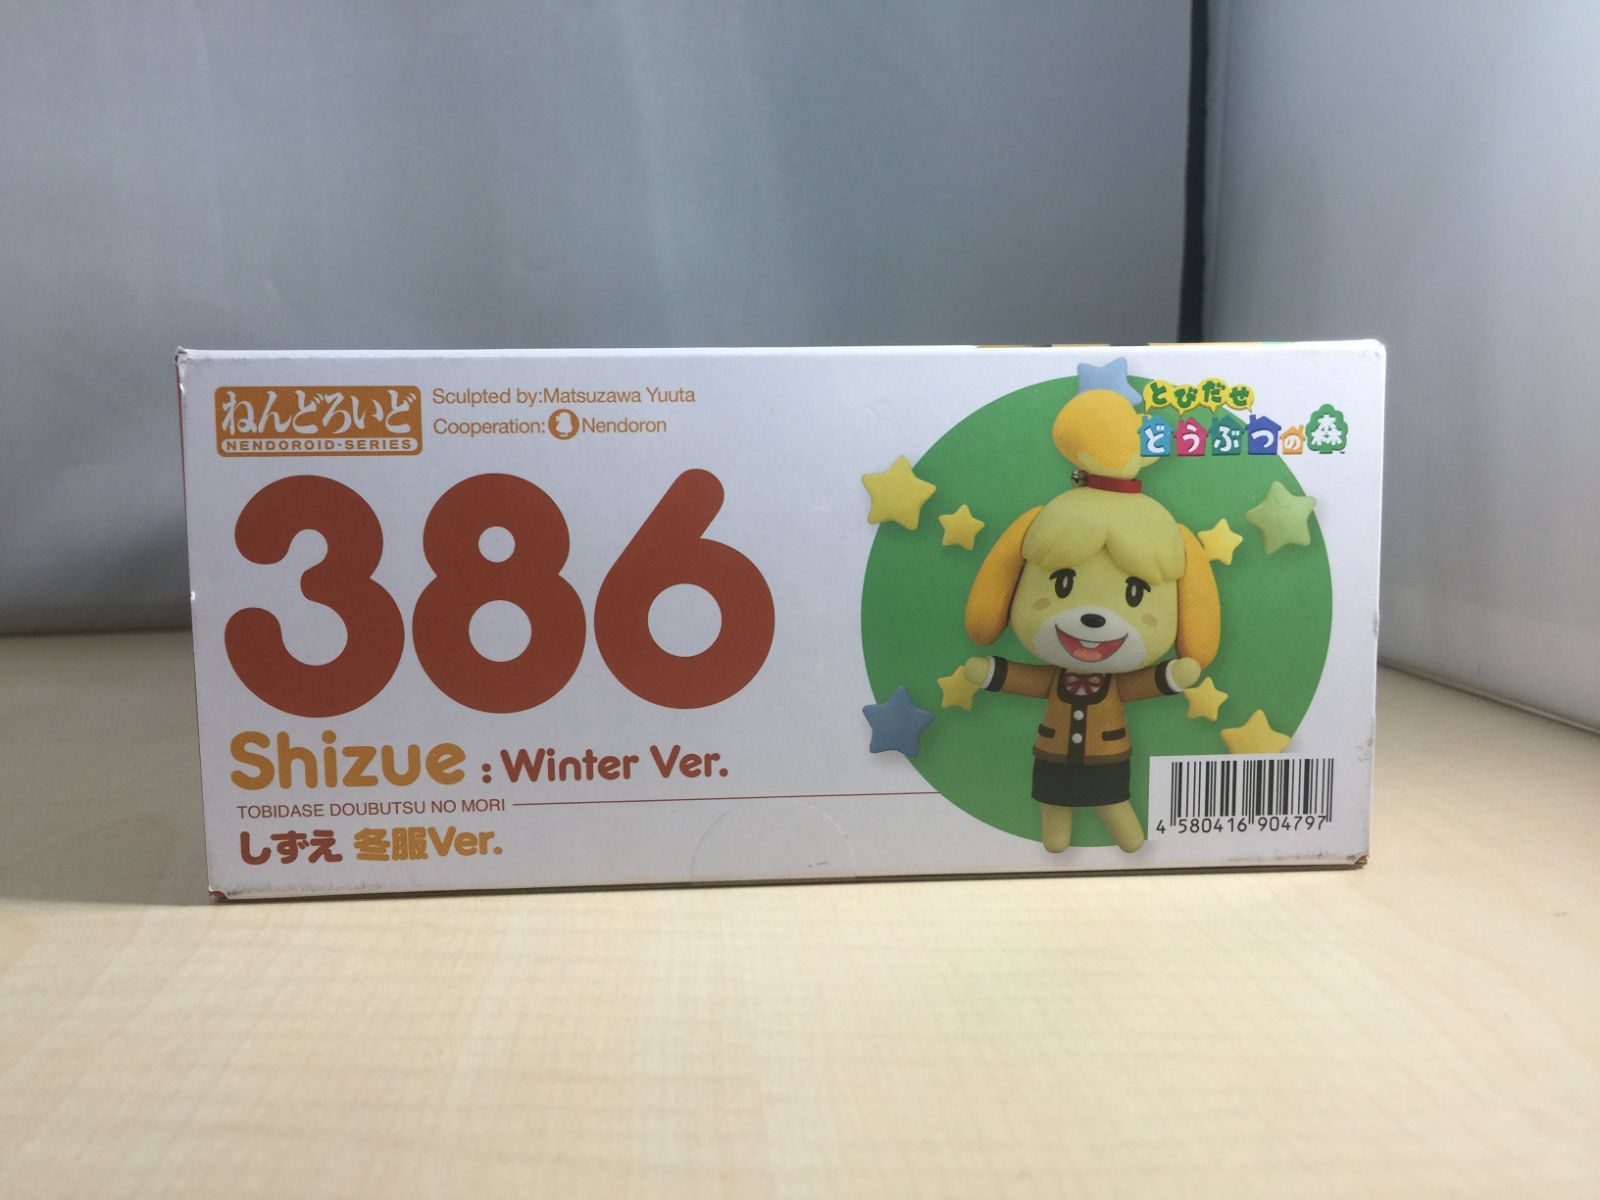 ねんどろいど
NENDOROID・SERIES
Sculpted by:Matsuzawa Yuuta
Cooperation: Nendoron
386
Shizue : Winter Ver.
TOBIDASE DOUBUTSU NO MORI
しずえ 冬服Ver.
とびだせ
どうぶつの森
4 580416 904797